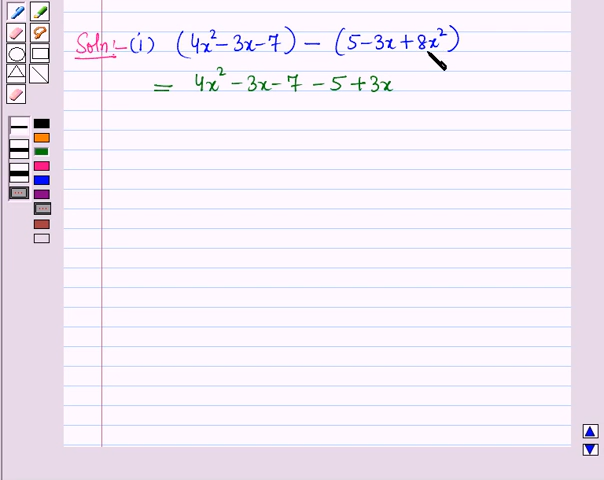 Soln:- (i) (4x² - 3x - 7) - (5 - 3x + 8x²)
= 4x² - 3x - 7 - 5 + 3x